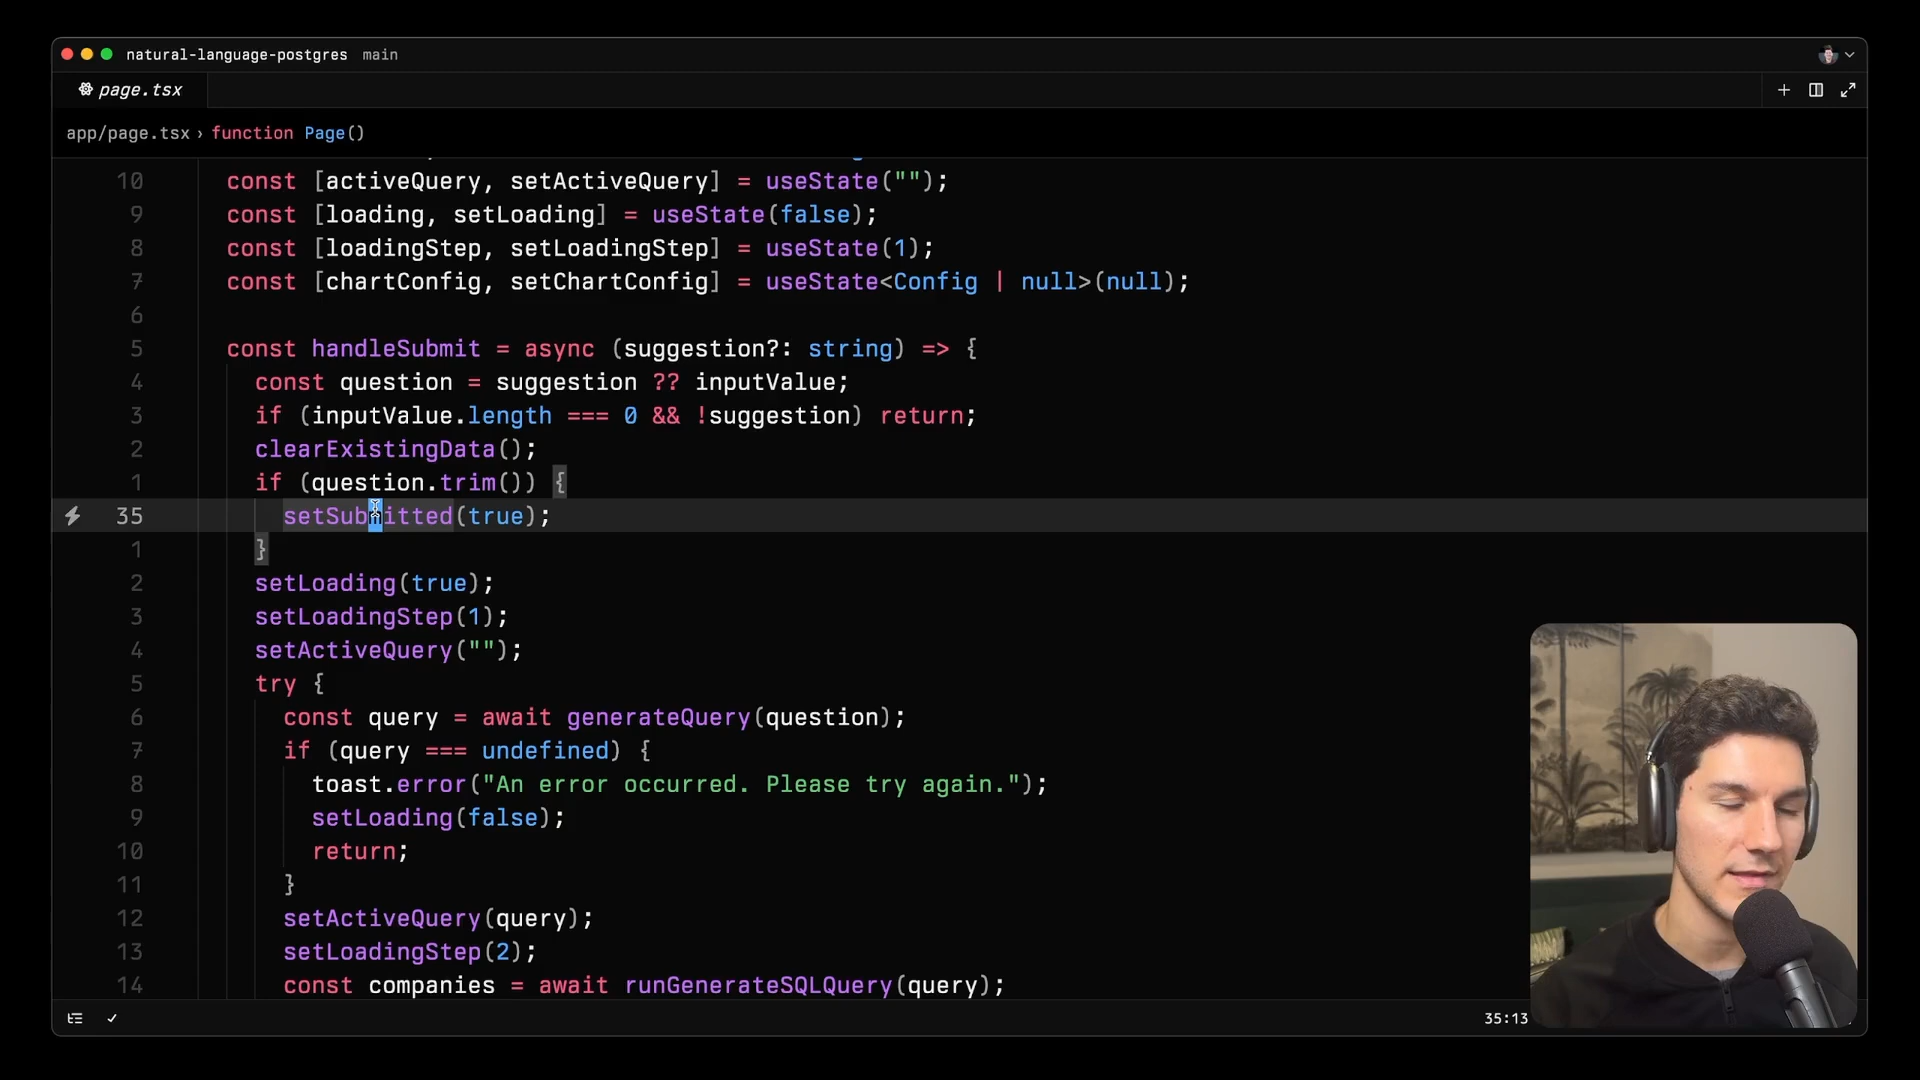 natural-language-postgres main
page.tsx
app/page.tsx › function Page()
10 const [activeQuery, setActiveQuery] = useState("");
9 const [loading, setLoading] = useState(false);
8 const [loadingStep, setLoadingStep] = useState(1);
7 const [chartConfig, setChartConfig] = useState<Config | null>(null);
6
5 const handleSubmit = async (suggestion?: string) => {
4 const question = suggestion ?? inputValue;
3 if (inputValue.length === 0 && !suggestion) return;
2 clearExistingData();
1 if (question.trim()) {
35 setSubmitted(true);
1 }
2 setLoading(true);
3 setLoadingStep(1);
4 setActiveQuery("");
5 try {
6 const query = await generateQuery(question);
7 if (query === undefined) {
8 toast.error("An error occurred. Please try again.");
9 setLoading(false);
10 return;
11 }
12 setActiveQuery(query);
13 setLoadingStep(2);
14 const companies = await runGenerateSQLQuery(query);
35:13